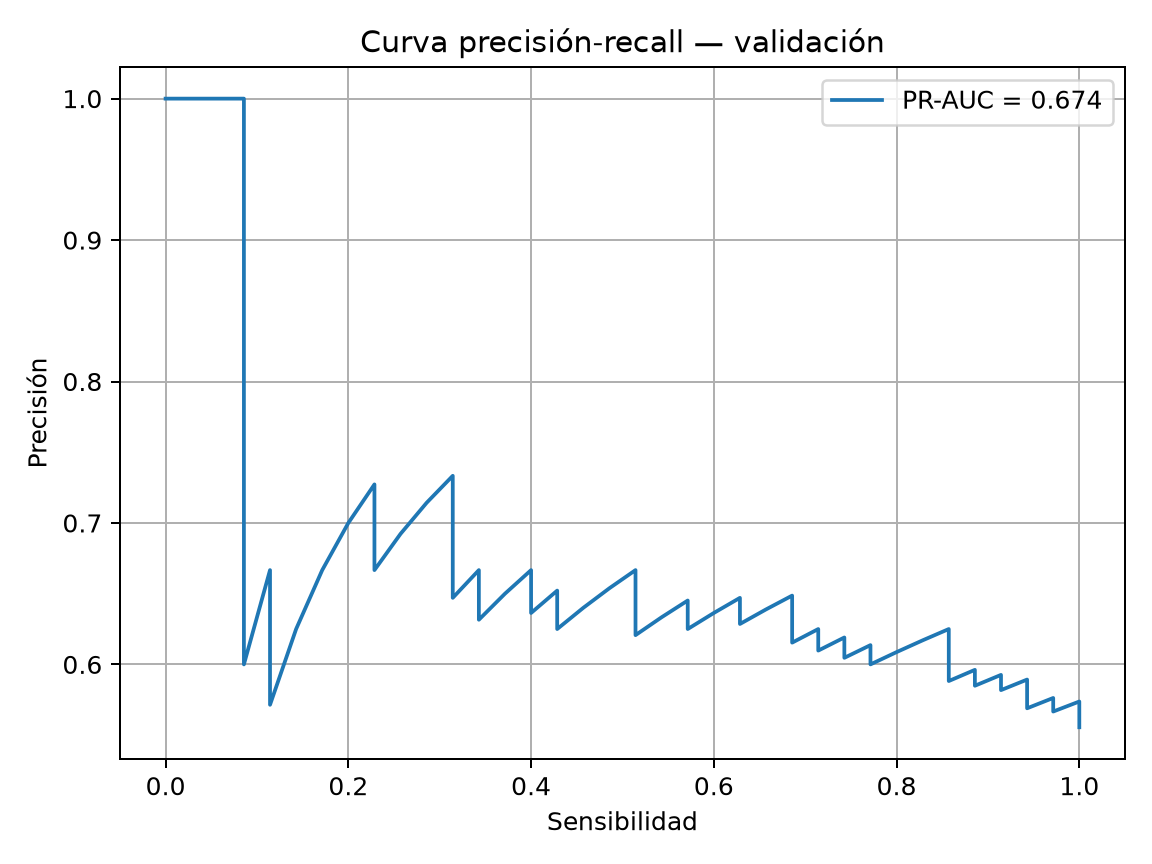 Curva precisión-recall — validación
PR-AUC = 0.674
Precisión
1.0
0.9
0.8
0.7
0.6
0.0 0.2 0.4 0.6 0.8 1.0
Sensibilidad